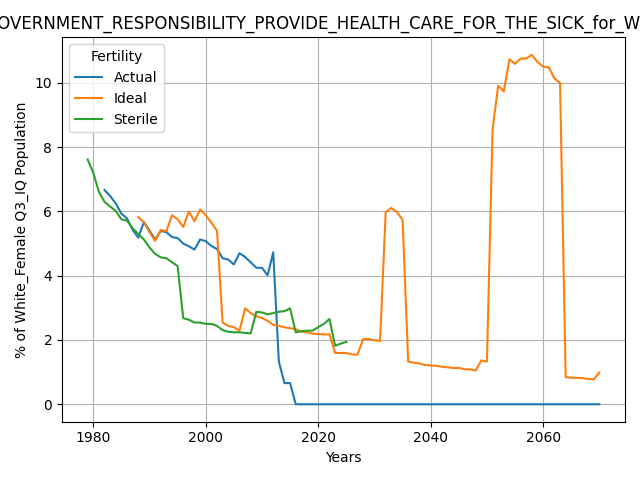 OVERNMENT_RESPONSIBILITY_PROVIDE_HEALTH_CARE_FOR_THE_SICK_for_W
Fertility
Actual
Ideal
Sterile
% of White_Female Q3_IQ Population
10
8
6
4
2
0
1980 2000 2020 2040 2060
Years